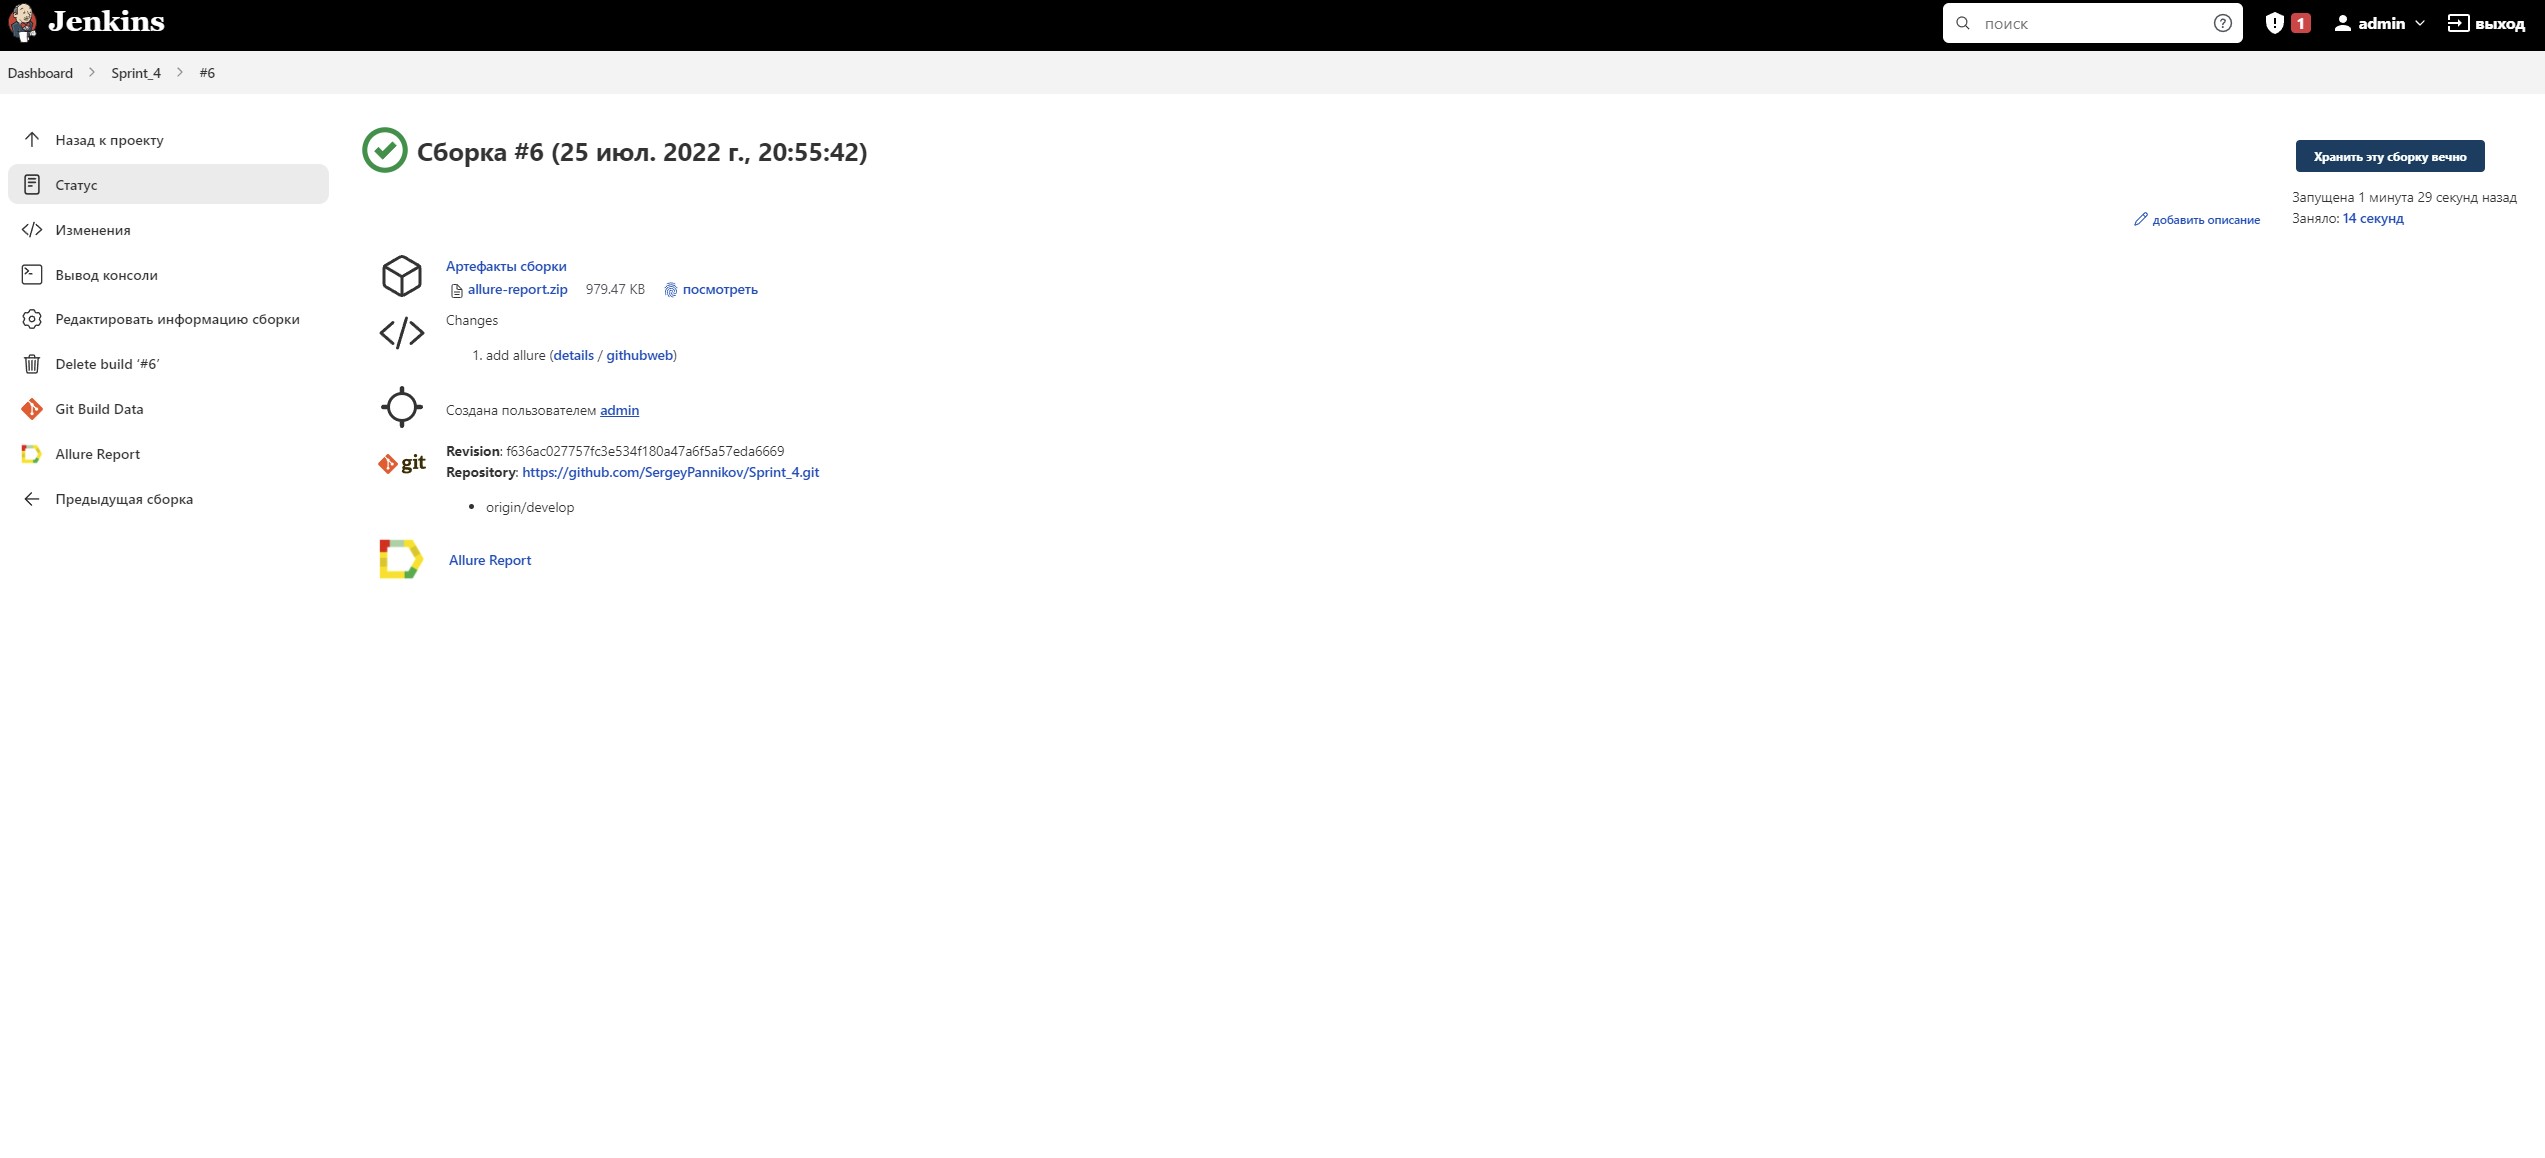 Jenkins
поиск
1
admin
выход
Dashboard
Sprint_4
#6
Назад к проекту
Статус
Изменения
Вывод консоли
Редактировать информацию сборки
Delete build ‘#6’
Git Build Data
Allure Report
Предыдущая сборка
Сборка #6 (25 июл. 2022 г., 20:55:42)
Хранить эту сборку вечно
Запущена 1 минута 29 секунд назад
Заняло: 14 секунд
добавить описание
Артефакты сборки
allure-report.zip 979.47 KB посмотреть
Changes
1. add allure (details / githubweb)
Создана пользователем admin
git
Revision: f636ac027757fc3e534f180a47a6f5a57eda6669
Repository: https://github.com/SergeyPannikov/Sprint_4.git
origin/develop
Allure Report